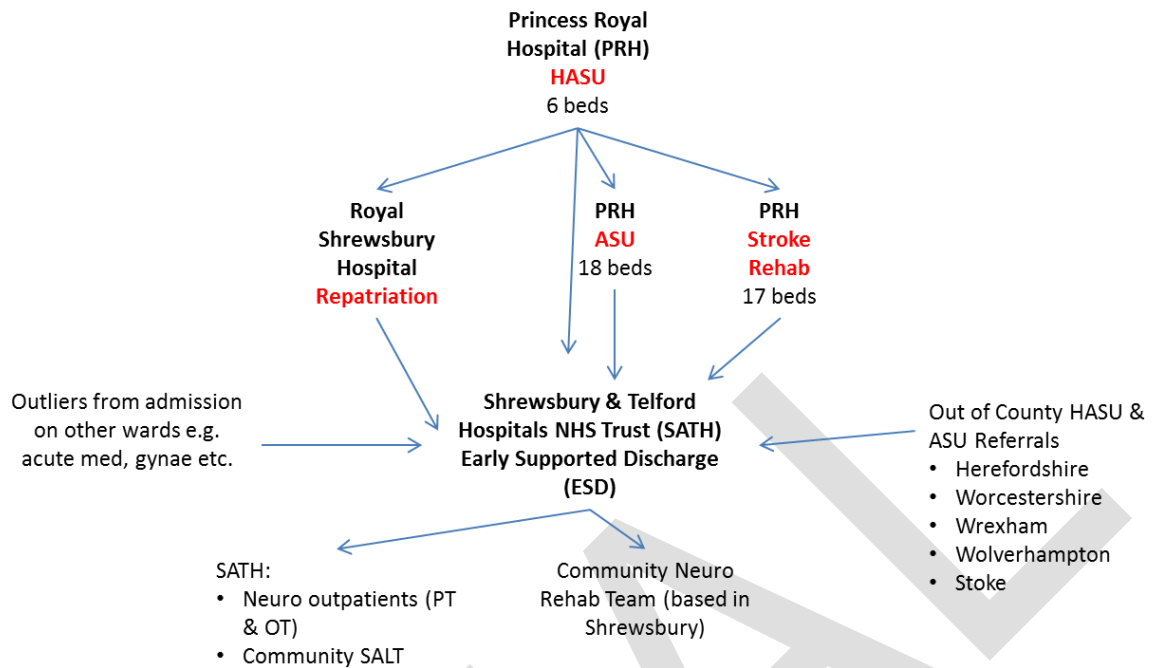 Princess Royal
Hospital (PRH)
HASU
6 beds
Royal
Shrewsbury
Hospital
Repatriation
PRH
ASU
18 beds
PRH
Stroke
Rehab
17 beds
Outliers from admission
on other wards e.g.
acute med, gynae etc.
Shrewsbury & Telford
Hospitals NHS Trust (SATH)
Early Supported Discharge
(ESD)
Out of County HASU &
ASU Referrals
• Herefordshire
• Worcestershire
• Wrexham
• Wolverhampton
• Stoke
SATH:
• Neuro outpatients (PT
& OT)
• Community SALT
Community Neuro
Rehab Team (based in
Shrewsbury)